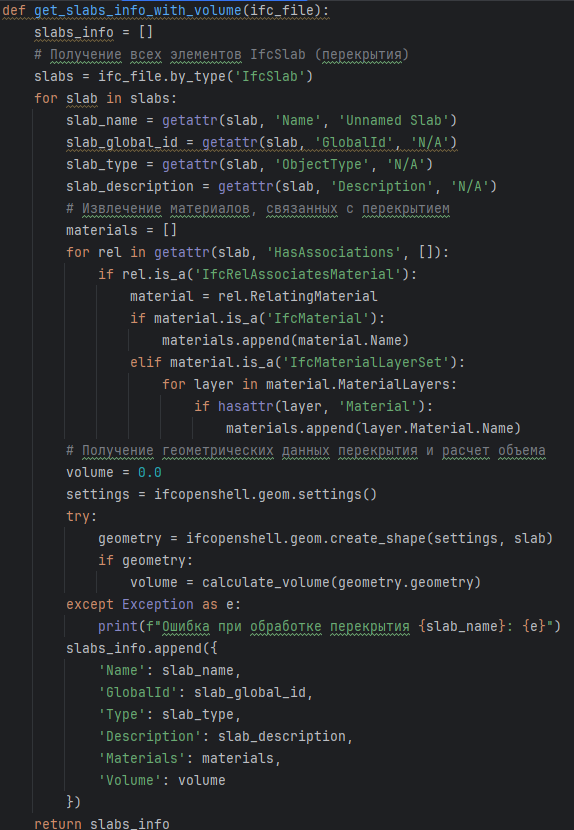 def get_slabs_info_with_volume(ifc_file):
    slabs_info = []
    # Получение всех элементов IfcSlab (перекрытия)
    slabs = ifc_file.by_type('IfcSlab')
    for slab in slabs:
        slab_name = getattr(slab, 'Name', 'Unnamed Slab')
        slab_global_id = getattr(slab, 'GlobalId', 'N/A')
        slab_type = getattr(slab, 'ObjectType', 'N/A')
        slab_description = getattr(slab, 'Description', 'N/A')
        # Извлечение материалов, связанных с перекрытием
        materials = []
        for rel in getattr(slab, 'HasAssociations', []):
            if rel.is_a('IfcRelAssociatesMaterial'):
                material = rel.RelatingMaterial
                if material.is_a('IfcMaterial'):
                    materials.append(material.Name)
                elif material.is_a('IfcMaterialLayerSet'):
                    for layer in material.MaterialLayers:
                        if hasattr(layer, 'Material'):
                            materials.append(layer.Material.Name)
        # Получение геометрических данных перекрытия и расчет объема
        volume = 0.0
        settings = ifcopenshell.geom.settings()
        try:
            geometry = ifcopenshell.geom.create_shape(settings, slab)
            if geometry:
                volume = calculate_volume(geometry.geometry)
        except Exception as e:
            print(f"Ошибка при обработке перекрытия {slab_name}: {e}")
        slabs_info.append({
            'Name': slab_name,
            'GlobalId': slab_global_id,
            'Type': slab_type,
            'Description': slab_description,
            'Materials': materials,
            'Volume': volume
        })
    return slabs_info